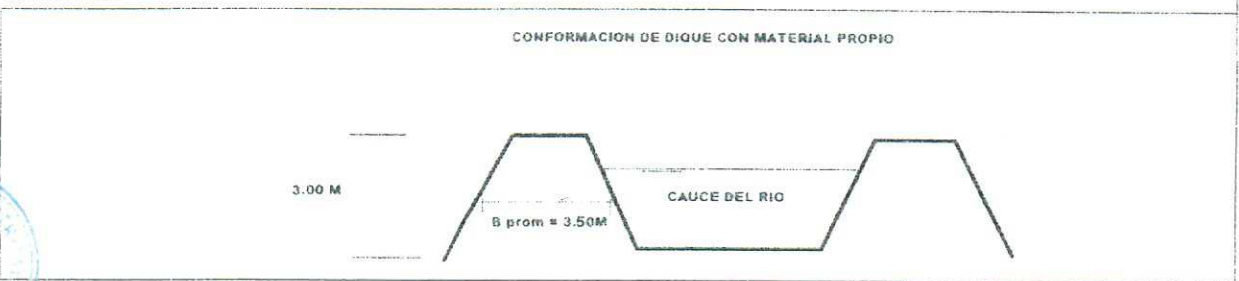 CONFORMACION DE DIQUE CON MATERIAL PROPIO
3.00 M
CAUCE DEL RIO
B prom = 3.50M